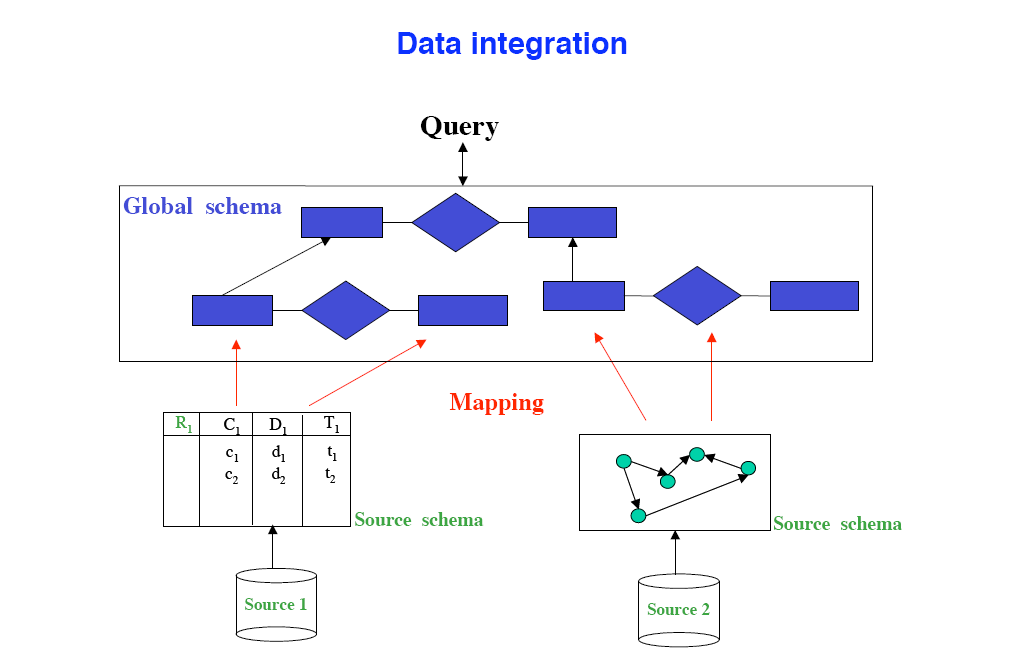 Data integration
Query
Global schema
Mapping
R1 C1 D1 T1
c1 d1 t1
c2 d2 t2
Source schema
Source schema
Source 1
Source 2